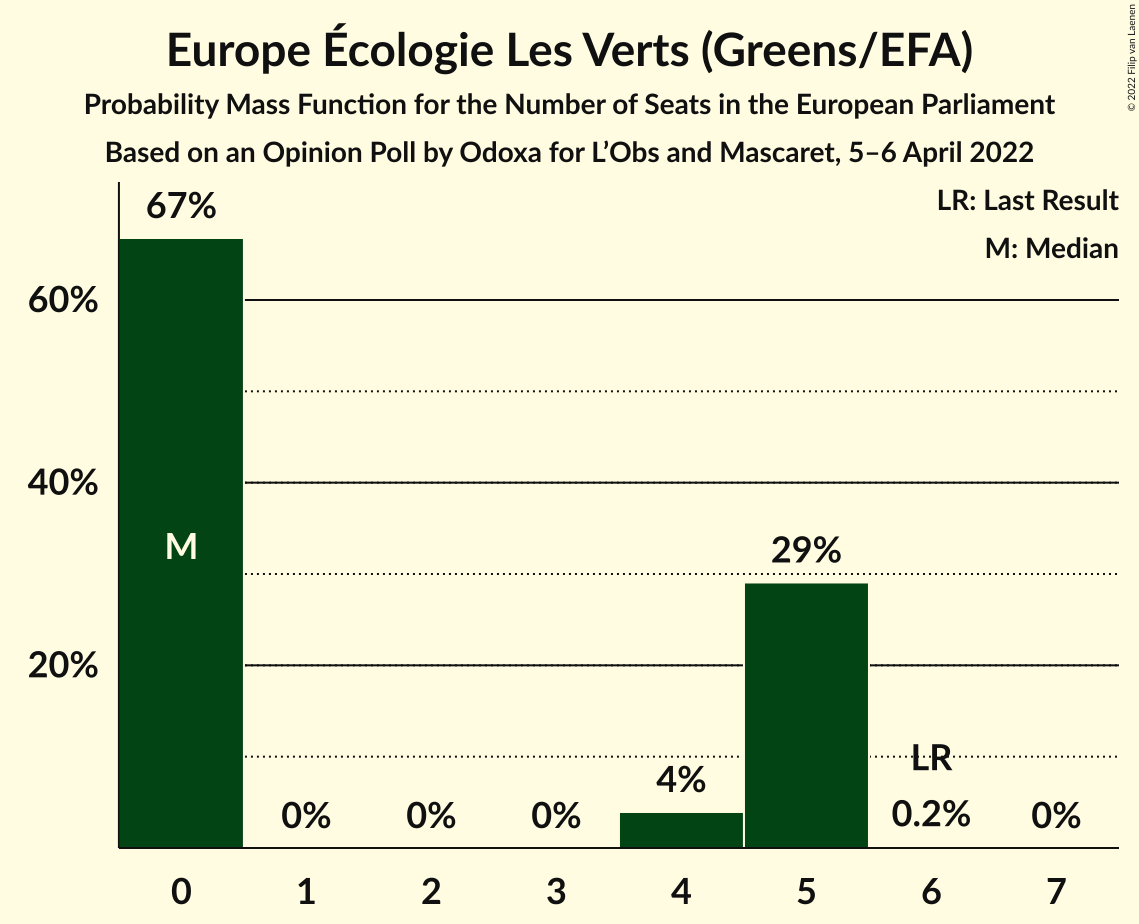 Europe Écologie Les Verts (Greens/EFA)
Probability Mass Function for the Number of Seats in the European Parliament
Based on an Opinion Poll by Odoxa for L’Obs and Mascaret, 5–6 April 2022
© 2022 Filip van Laenen
LR: Last Result
M: Median
67%
60%
40%
M
29%
20%
LR
4%
0%
0%
0%
0.2%
0%
0
1
2
3
4
5
6
7